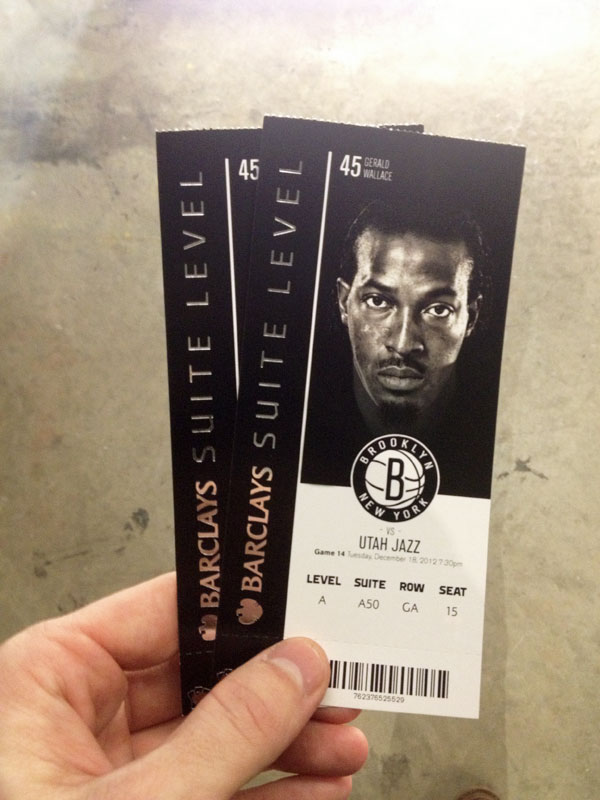 45
BARCLAYS SUITE LEVEL
BARCLAYS SUITE LEVEL
45 GERALD
WALLACE
BROOKLYN
B
NEW YORK
- VS -
UTAH JAZZ
Game 14 Tuesday, December 18, 2012 7:30pm
LEVEL SUITE ROW SEAT
A A50 GA 15
762376525529